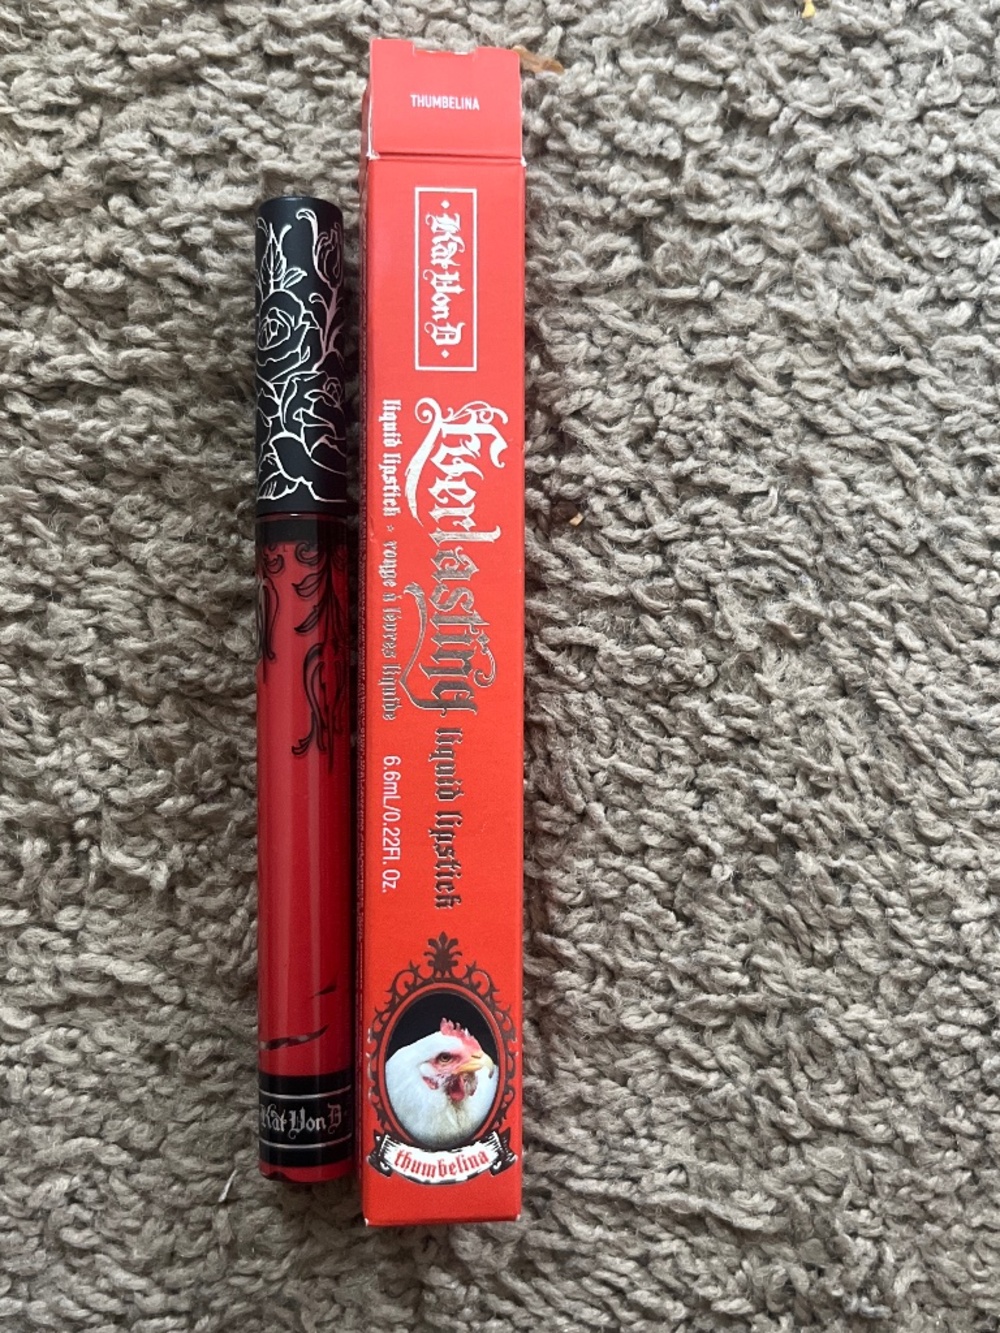 THUMBELINA
·Kat Von D·
Everlasting liquid lipstick
liquid lipstick • rouge à lèvres liquide 6.6mL/0.22Fl. Oz.
thumbelina
Kat Von D